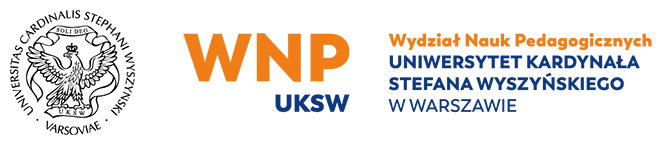 UNIVERSITAS CARDINALIS STEPHANI WYSZYŃSKI
• VARSOVIAE •
SOLI DEO
UKSW
WNP
UKSW
Wydział Nauk Pedagogicznych
UNIWERSYTET KARDYNAŁA
STEFANA WYSZYŃSKIEGO
W WARSZAWIE